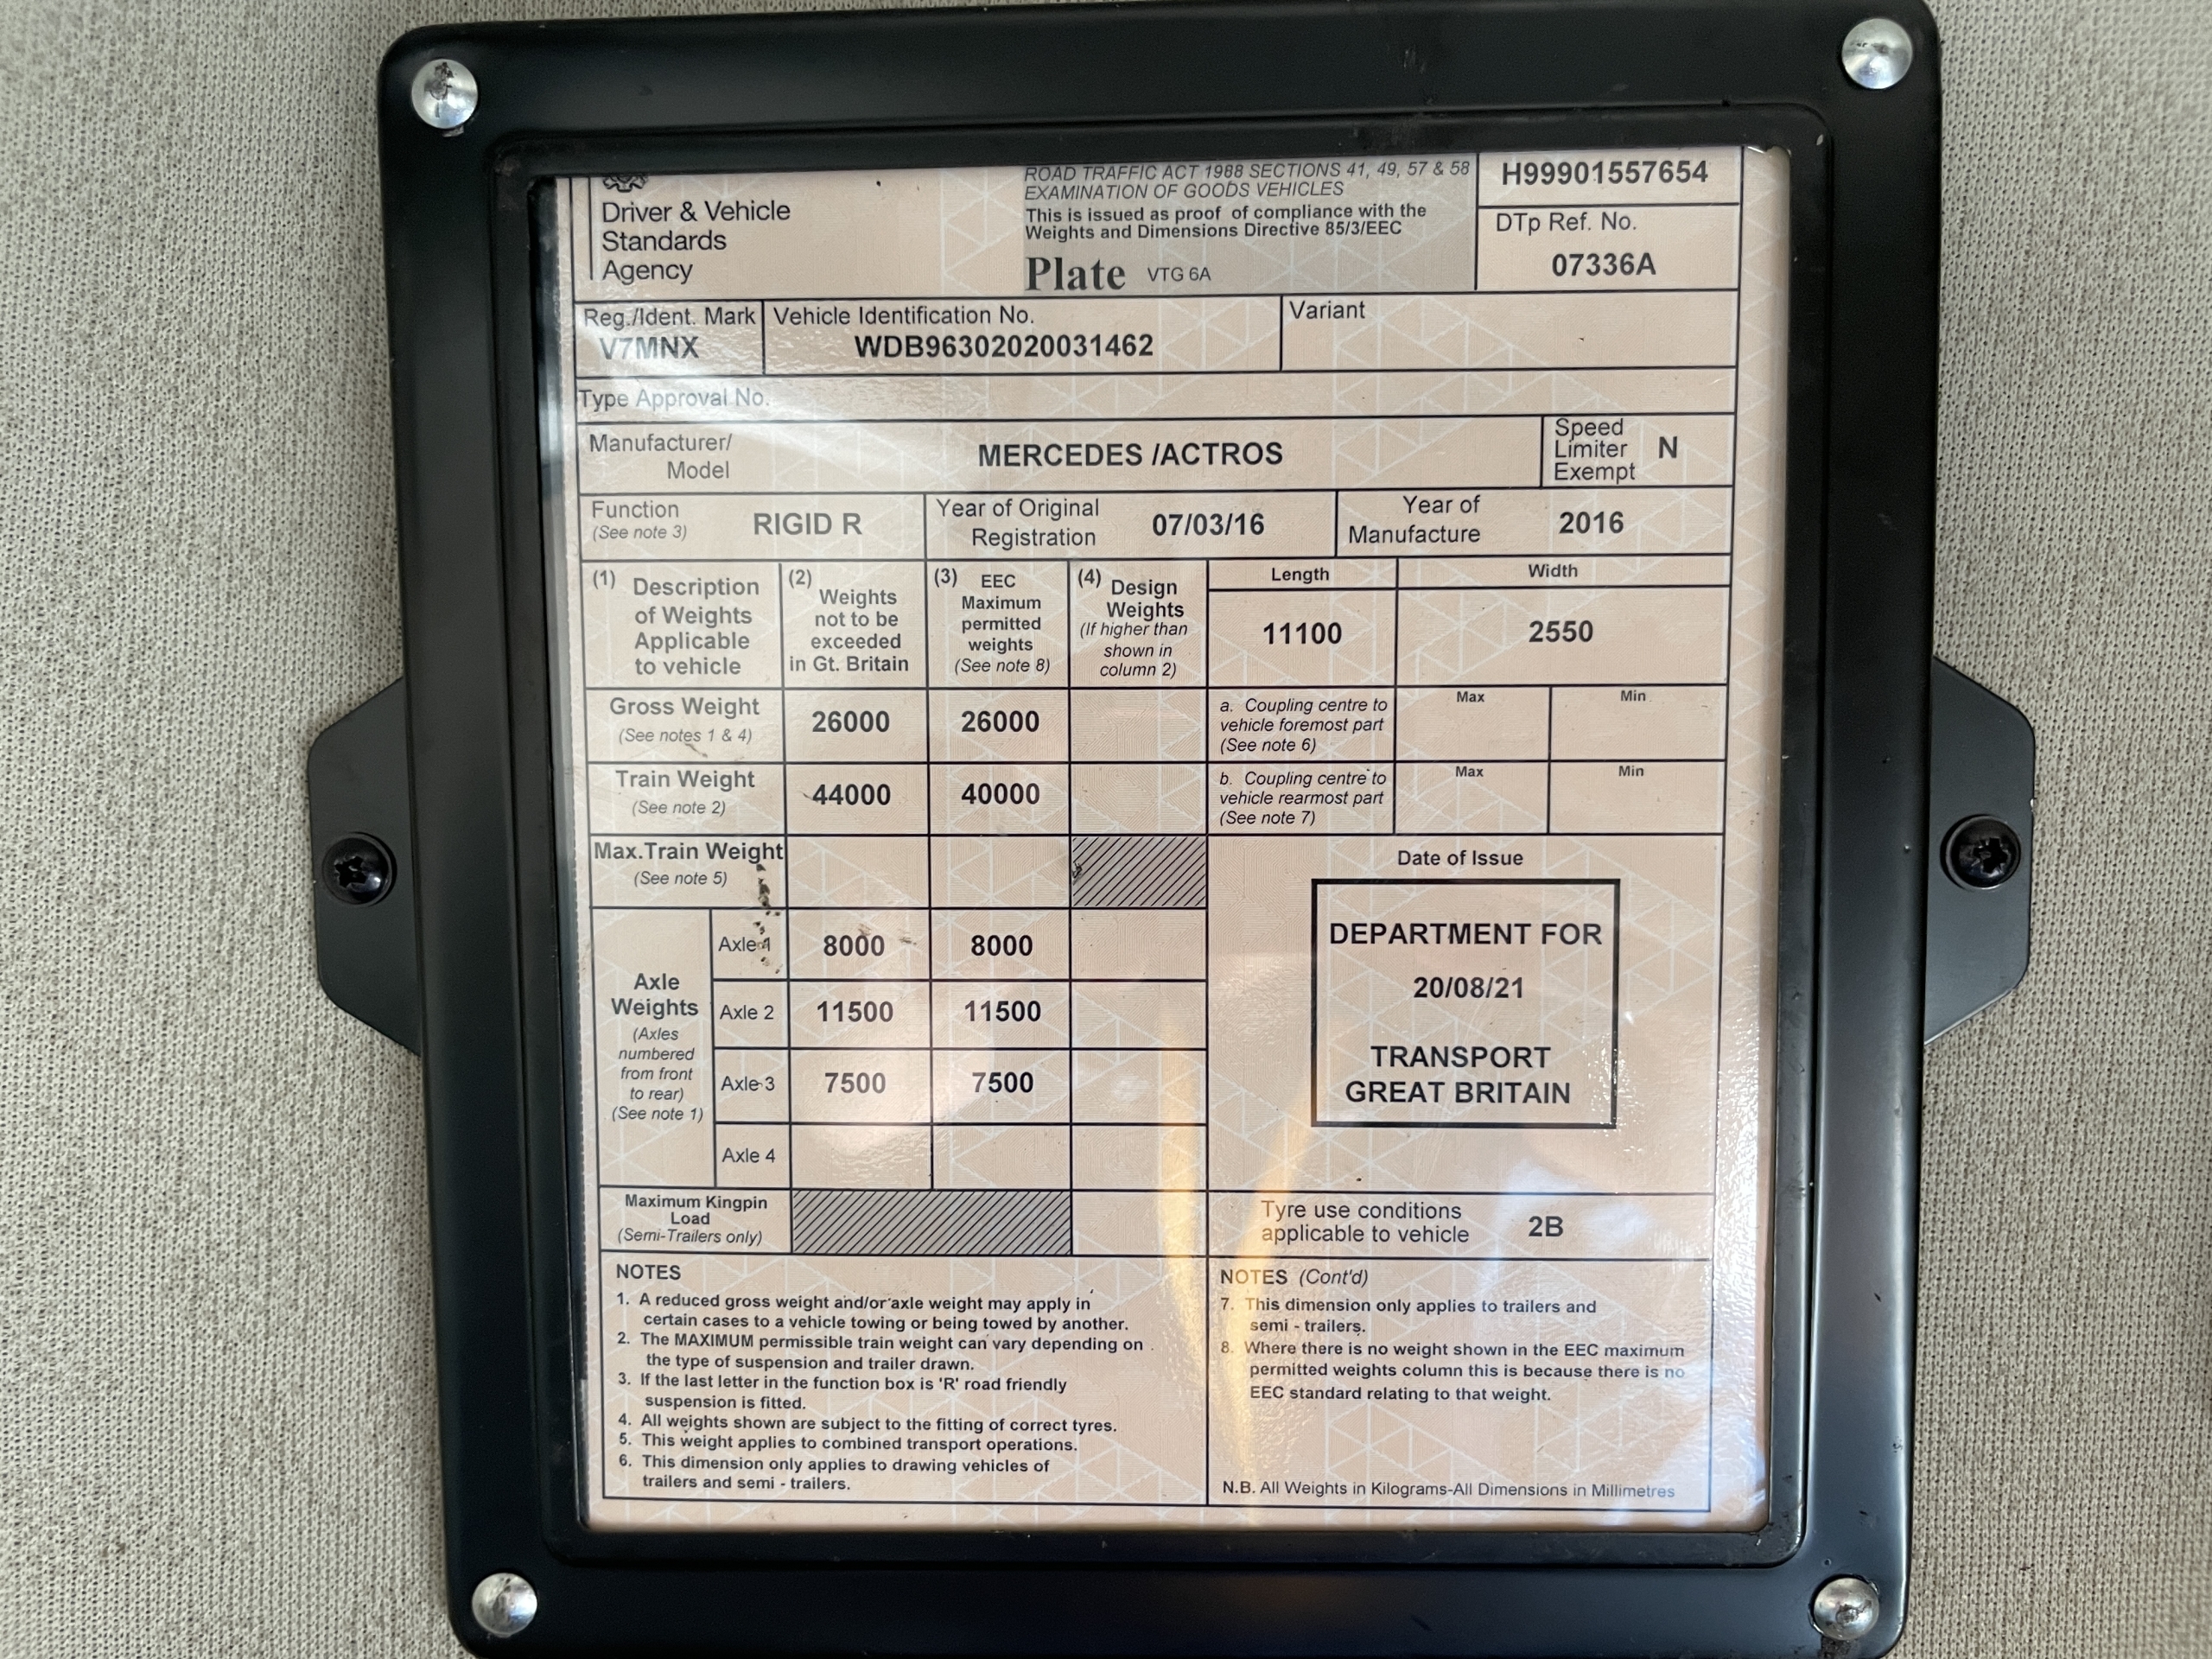 ROAD TRAFFIC ACT 1988 SECTIONS 41, 49, 57 & 58
EXAMINATION OF GOODS VEHICLES
This is issued as proof of compliance with the
Weights and Dimensions Directive 85/3/EEC
Plate VTG 6A
Driver & Vehicle
Standards
Agency
H99901557654
DTp Ref. No.
07336A
Reg./Ident. Mark
V7MNX
Vehicle Identification No.
WDB96302020031462
Variant
Type Approval No.
Manufacturer/
Model
MERCEDES /ACTROS
Speed
Limiter
Exempt
N
Function
(See note 3)
RIGID R
Year of Original
Registration
07/03/16
Year of
Manufacture
2016
(1) Description
of Weights
Applicable
to vehicle
(2) Weights
not to be
exceeded
in Gt. Britain
(3) EEC
Maximum
permitted
weights
(See note 8)
(4) Design
Weights
(If higher than
shown in
column 2)
Length
11100
Width
2550
Gross Weight
(See notes 1 & 4)
26000
26000
a. Coupling centre to
vehicle foremost part
(See note 6)
Max
Min
Train Weight
(See note 2)
44000
40000
b. Coupling centre to
vehicle rearmost part
(See note 7)
Max
Min
Max.Train Weight
(See note 5)
Date of Issue
DEPARTMENT FOR
20/08/21
TRANSPORT
GREAT BRITAIN
Axle
Weights
(Axles
numbered
from front
to rear)
(See note 1)
Axle 1
8000
8000
Axle 2
11500
11500
Axle 3
7500
7500
Axle 4
Maximum Kingpin
Load
(Semi-Trailers only)
Tyre use conditions
applicable to vehicle
2B
NOTES
1. A reduced gross weight and/or axle weight may apply in
certain cases to a vehicle towing or being towed by another.
2. The MAXIMUM permissible train weight can vary depending on
the type of suspension and trailer drawn.
3. If the last letter in the function box is 'R' road friendly
suspension is fitted.
4. All weights shown are subject to the fitting of correct tyres.
5. This weight applies to combined transport operations.
6. This dimension only applies to drawing vehicles of
trailers and semi - trailers.
NOTES (Cont'd)
7. This dimension only applies to trailers and
semi - trailers.
8. Where there is no weight shown in the EEC maximum
permitted weights column this is because there is no
EEC standard relating to that weight.
N.B. All Weights in Kilograms-All Dimensions in Millimetres